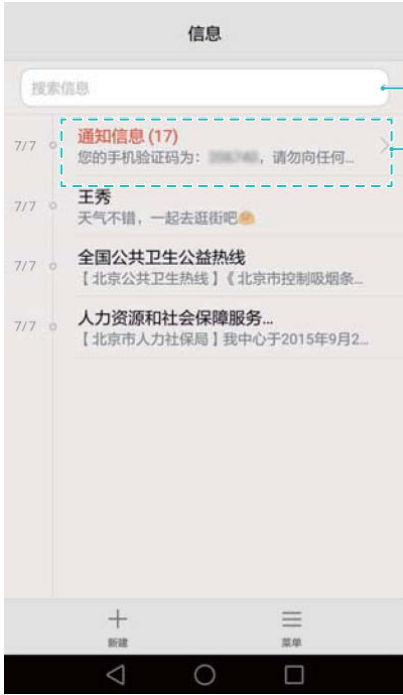 信息
搜索信息
7/7
通知信息(17)
您的手机验证码为： ，请勿向任何...
7/7
王秀
天气不错，一起去逛街吧
7/7
全国公共卫生公益热线
【北京公共卫生热线】《北京市控制吸烟条...
7/7
人力资源和社会保障服务...
【北京市人力社保局】我中心于2015年9月2...
新建
菜单